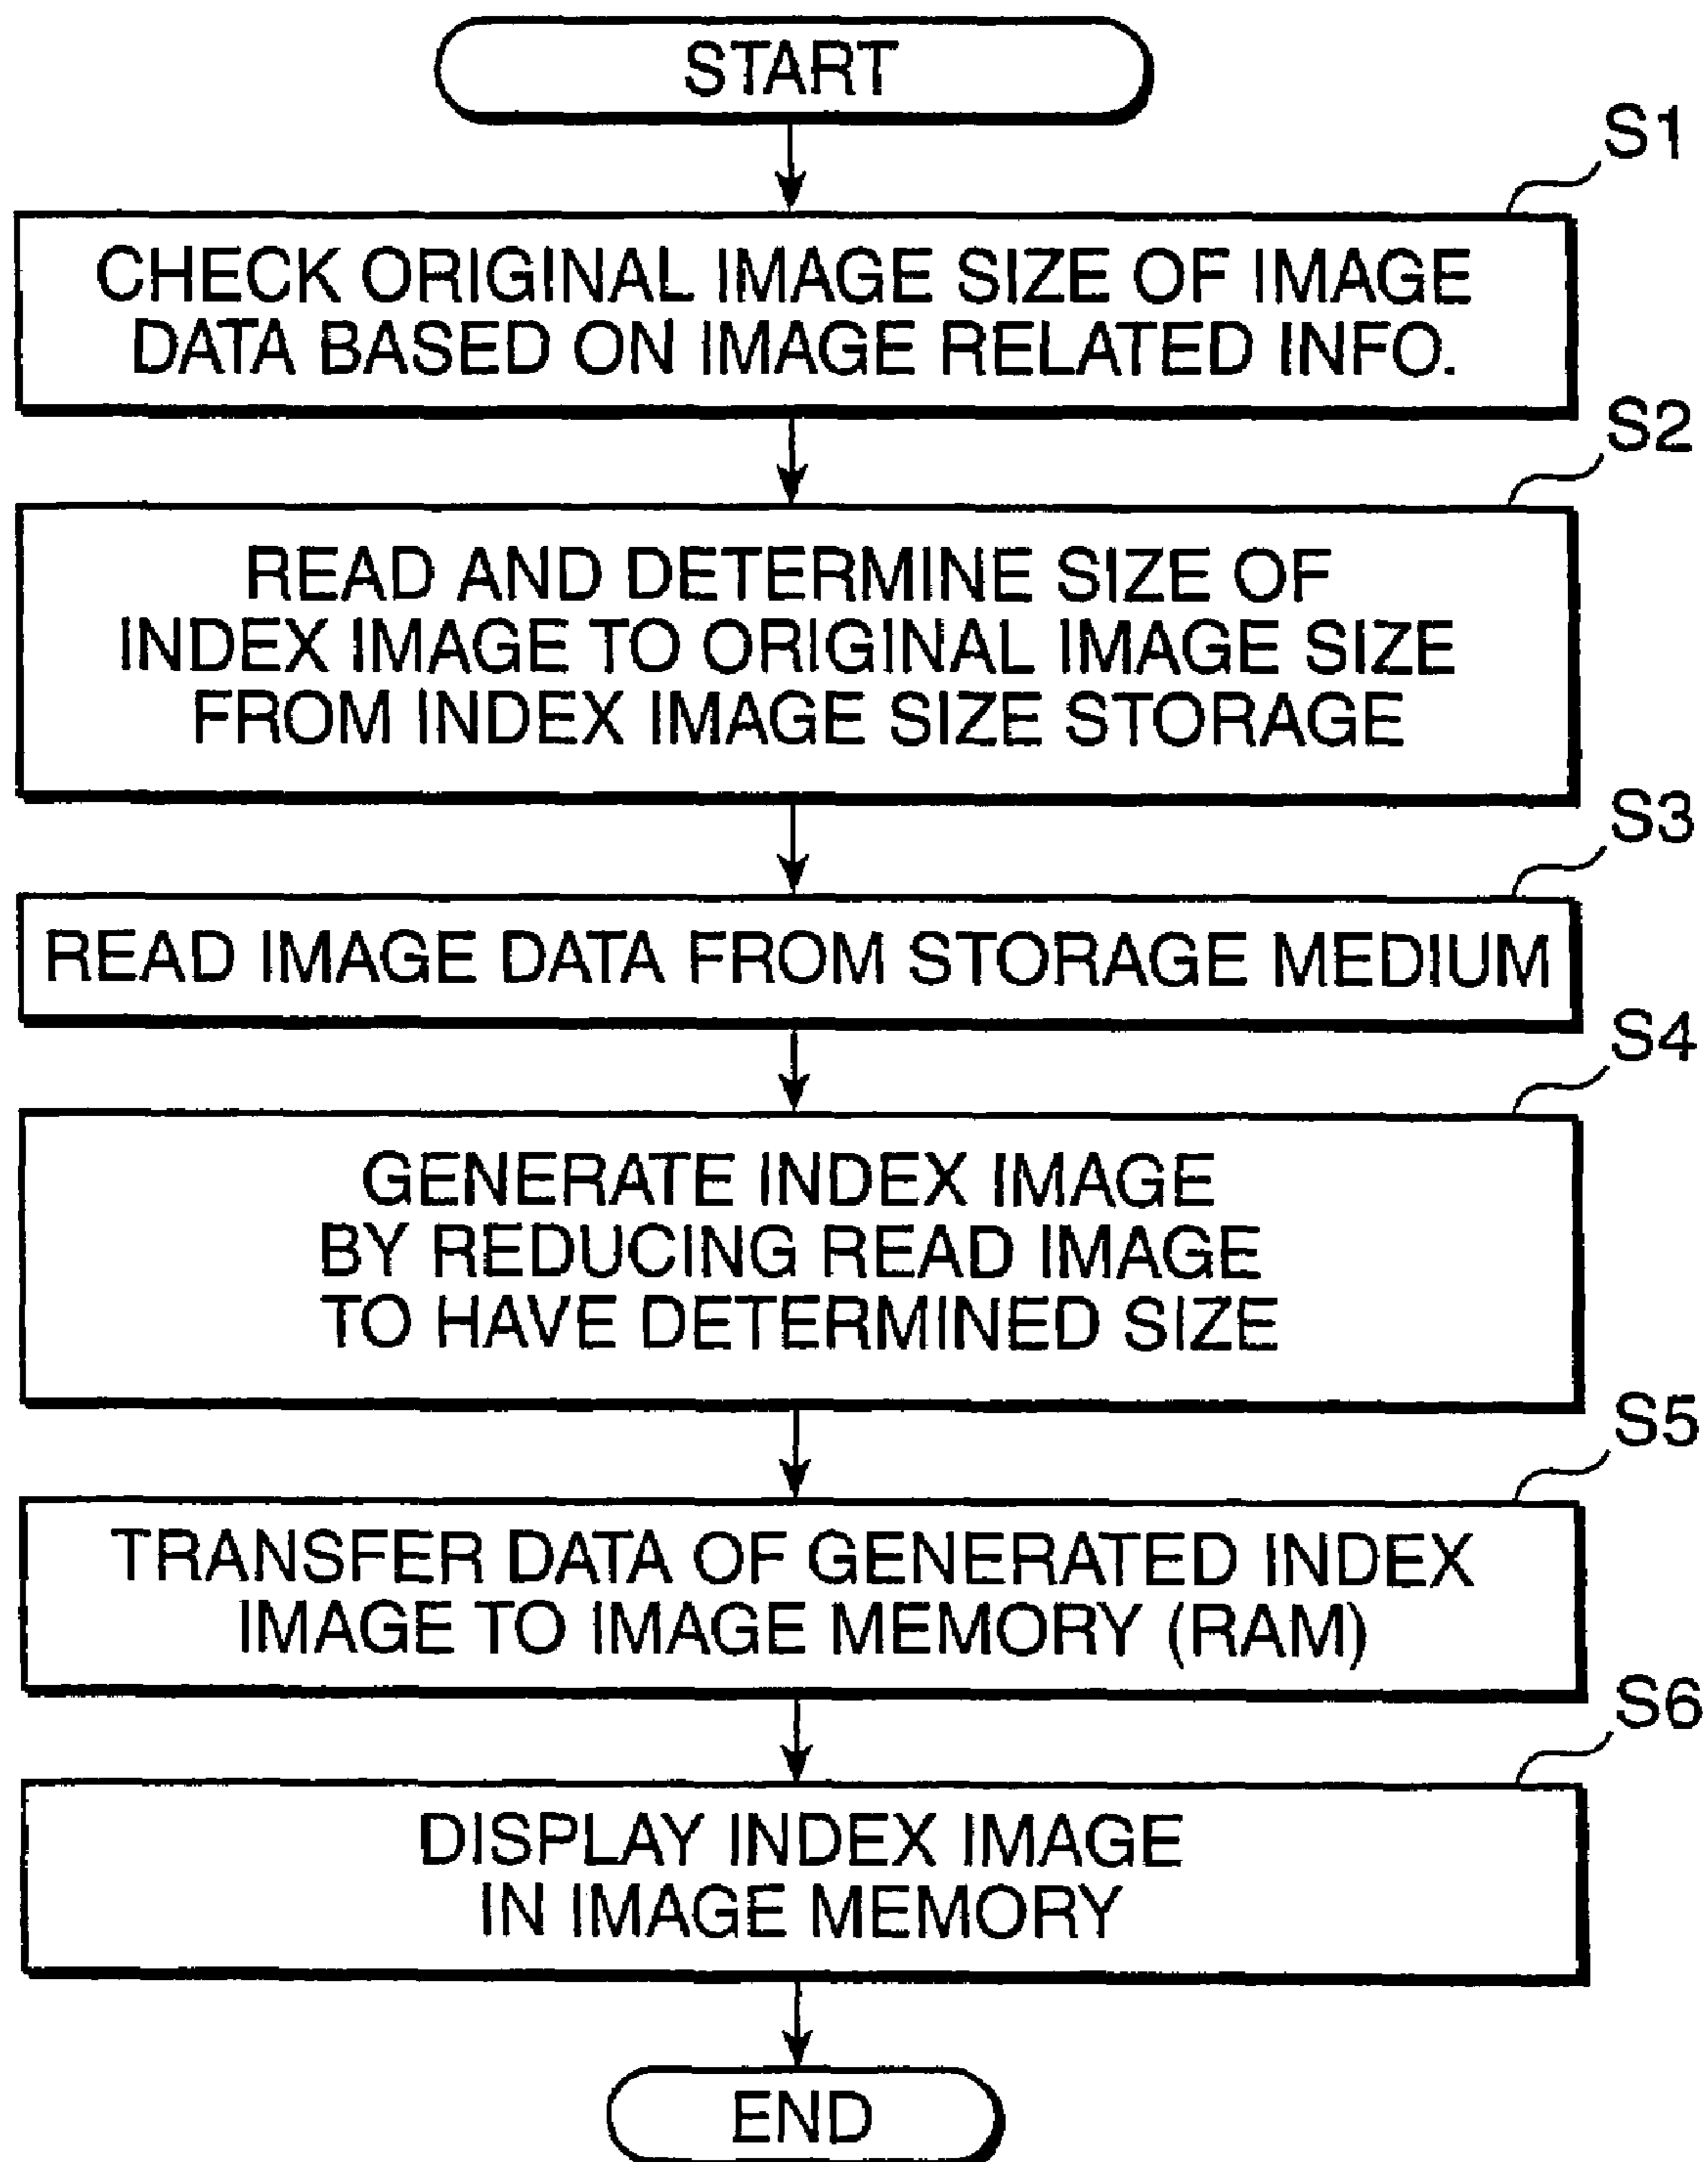 START
S1
CHECK ORIGINAL IMAGE SIZE OF IMAGE
DATA BASED ON IMAGE RELATED INFO.
S2
READ AND DETERMINE SIZE OF
INDEX IMAGE TO ORIGINAL IMAGE SIZE
FROM INDEX IMAGE SIZE STORAGE
S3
READ IMAGE DATA FROM STORAGE MEDIUM
S4
GENERATE INDEX IMAGE
BY REDUCING READ IMAGE
TO HAVE DETERMINED SIZE
S5
TRANSFER DATA OF GENERATED INDEX
IMAGE TO IMAGE MEMORY (RAM)
S6
DISPLAY INDEX IMAGE
IN IMAGE MEMORY
END